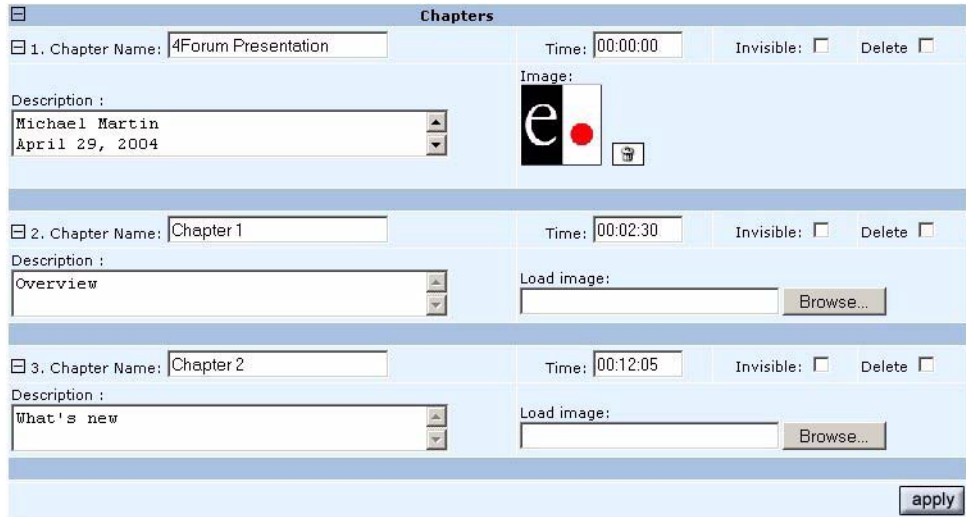 Chapters
1. Chapter Name: 4Forum Presentation Time: 00:00:00 Invisible: Delete
Description :
Michael Martin
April 29, 2004
Image:
e
2. Chapter Name: Chapter 1 Time: 00:02:30 Invisible: Delete
Description :
Overview
Load image:
Browse...
3. Chapter Name: Chapter 2 Time: 00:12:05 Invisible: Delete
Description :
What's new
Load image:
Browse...
apply